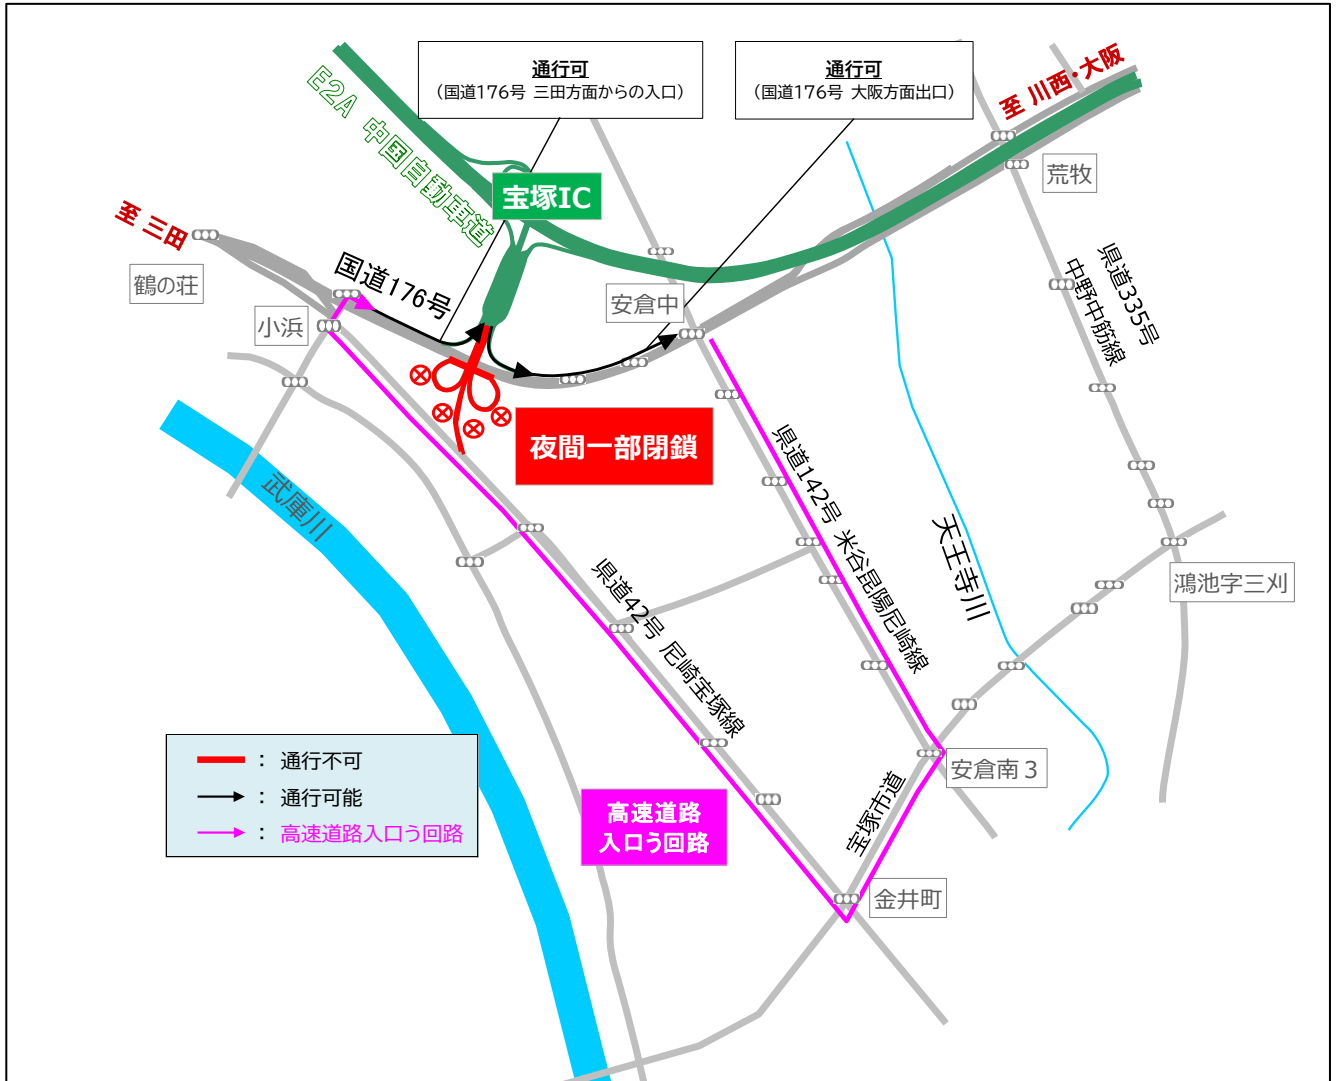 通行可
（国道176号 三田方面からの入口）
通行可
（国道176号 大阪方面出口）
至 川西・大阪
E2A 中国自動車道
宝塚IC
荒牧
至 三田
鶴の荘
国道176号
小浜
安倉中
県道335号
中野中筋線
夜間一部閉鎖
武庫川
県道142号 米谷昆陽尼崎線
天王寺川
鴻池字三刈
県道42号 尼崎宝塚線
：通行不可
：通行可能
：高速道路入口う回路
高速道路
入口う回路
宝塚市道
安倉南３
金井町